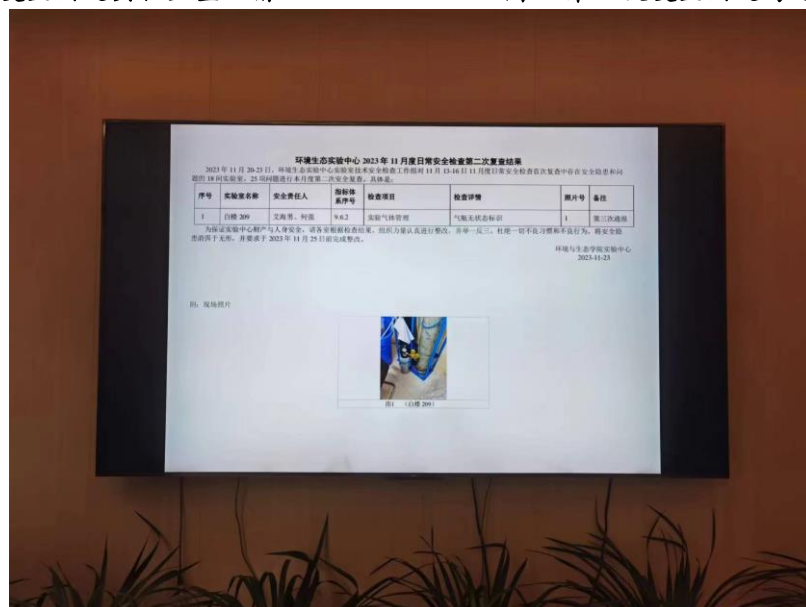 环境生态实验中心 2023 年 11 月度日常安全检查第二次复查结果
2023 年 11 月 20-23 日，环境生态实验中心实验室技术安全检查工作组对 11 月 13-16 日 11 月度日常安全检查首次复查中存在安全隐患和问
题的 18 间实验室，25 项问题进行本月度第二次安全复查。具体是：
序号 实验室名称 安全责任人 指标体系序号 检查项目 检查详情 照片号 备注
1 白楼 209 艾海男、何强 9.6.2 实验气体管理 气瓶无状态标识 1 第三次通报
为保证实验中心财产与人身安全，请各室根据检查结果，组织力量认真进行整改，并举一反三，杜绝一切不良习惯和不良行为，将安全隐
患消弭于无形，并要求于 2023 年 11 月 25 日前完成整改。
环境与生态学院实验中心
2023-11-23
附：现场照片
图1 （白楼 209）